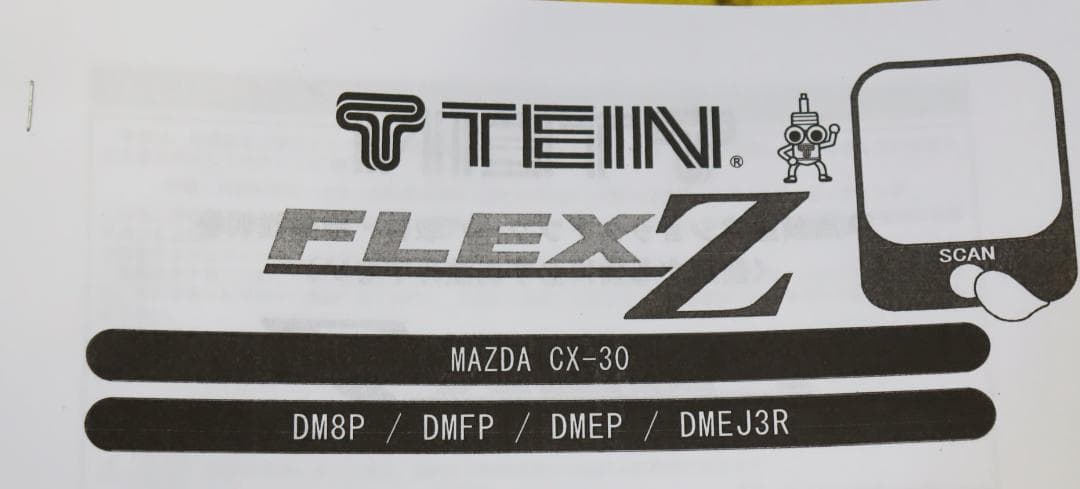 TEIN®
FLEX Z
SCAN
MAZDA CX-30
DM8P / DMFP / DMEP / DMEJ3R